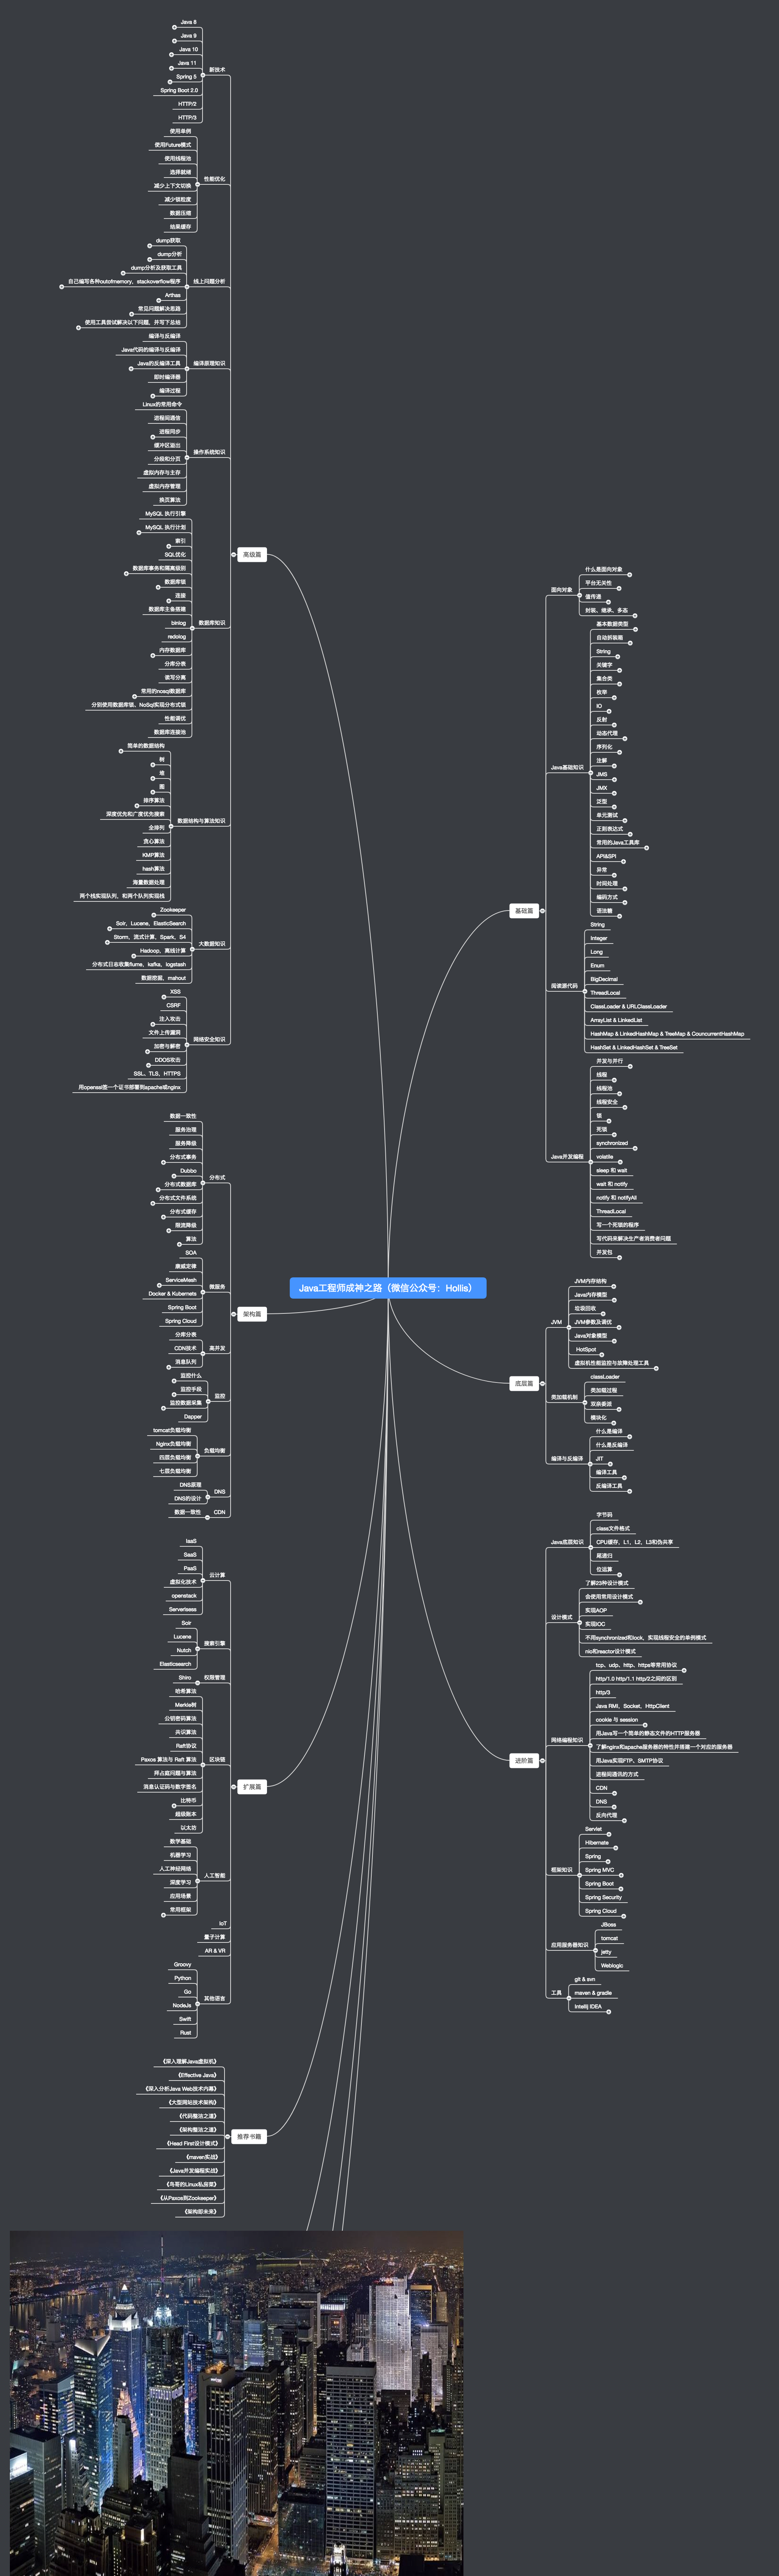 Java工程师成神之路（微信公众号：Hollis）
基础篇
面向对象
什么是面向对象
平台无关性
值传递
封装、继承、多态
Java基础知识
基本数据类型
自动拆装箱
String
关键字
集合类
枚举
IO
反射
动态代理
序列化
注解
JMS
JMX
泛型
单元测试
正则表达式
常用的Java工具库
API&SPI
异常
时间处理
编码方式
语法糖
阅读源代码
String
Integer
Long
Enum
BigDecimal
ThreadLocal
ClassLoader & URLClassLoader
ArrayList & LinkedList
HashMap & LinkedHashMap & TreeMap & CouncurrentHashMap
HashSet & LinkedHashSet & TreeSet
Java并发编程
并发与并行
线程
线程池
线程安全
锁
死锁
synchronized
volatile
sleep 和 wait
wait 和 notify
notify 和 notifyAll
ThreadLocal
写一个死锁的程序
写代码来解决生产者消费者问题
并发包
底层篇
JVM
JVM内存结构
Java内存模型
垃圾回收
JVM参数及调优
Java对象模型
HotSpot
虚拟机性能监控与故障处理工具
类加载机制
classLoader
类加载过程
双亲委派
模块化
编译与反编译
什么是编译
什么是反编译
JIT
编译工具
反编译工具
进阶篇
Java底层知识
字节码
class文件格式
CPU缓存，L1，L2，L3和伪共享
尾递归
位运算
设计模式
了解23种设计模式
会使用常用设计模式
实现AOP
实现IOC
不用synchronized和lock，实现线程安全的单例模式
nio和reactor设计模式
网络编程知识
tcp、udp、http、https等常用协议
http/1.0 http/1.1 http/2之间的区别
http/3
Java RMI，Socket，HttpClient
cookie 与 session
用Java写一个简单的静态文件的HTTP服务器
了解nginx和apache服务器的特性并搭建一个对应的服务器
用Java实现FTP、SMTP协议
进程间通讯的方式
CDN
DNS
反向代理
框架知识
Servlet
Hibernate
Spring
Spring MVC
Spring Boot
Spring Security
Spring Cloud
应用服务器知识
JBoss
tomcat
jetty
Weblogic
工具
git & svn
maven & gradle
Intellij IDEA
高级篇
新技术
Java 8
Java 9
Java 10
Java 11
Spring 5
Spring Boot 2.0
HTTP/2
HTTP/3
性能优化
使用单例
使用Future模式
使用线程池
选择就绪
减少上下文切换
减少锁粒度
数据压缩
结果缓存
线上问题分析
dump获取
dump分析
dump分析及获取工具
自己编写各种outofmemory，stackoverflow程序
Arthas
常见问题解决思路
使用工具尝试解决以下问题，并写下总结
编译原理知识
编译与反编译
Java代码的编译与反编译
Java的反编译工具
即时编译器
编译过程
操作系统知识
Linux的常用命令
进程间通信
进程同步
缓冲区溢出
分段和分页
虚拟内存与主存
虚拟内存管理
换页算法
数据库知识
MySQL 执行引擎
MySQL 执行计划
索引
SQL优化
数据库事务和隔离级别
数据库锁
连接
数据库主备搭建
binlog
redolog
内存数据库
分库分表
读写分离
常用的nosql数据库
分别使用数据库锁、NoSql实现分布式锁
性能调优
数据库连接池
数据结构与算法知识
简单的数据结构
树
堆
图
排序算法
深度优先和广度优先搜索
全排列
贪心算法
KMP算法
hash算法
海量数据处理
两个栈实现队列，和两个队列实现栈
大数据知识
Zookeeper
Solr，Lucene，ElasticSearch
Storm，流式计算，Spark，S4
Hadoop，离线计算
分布式日志收集flume，kafka，logstash
数据挖掘，mahout
网络安全知识
XSS
CSRF
注入攻击
文件上传漏洞
加密与解密
DDOS攻击
SSL、TLS，HTTPS
用openssl签一个证书部署到apache或nginx
架构篇
分布式
数据一致性
服务治理
服务降级
分布式事务
Dubbo
分布式数据库
分布式文件系统
分布式缓存
限流降级
算法
微服务
SOA
康威定律
ServiceMesh
Docker & Kubernets
Spring Boot
Spring Cloud
高并发
分库分表
CDN技术
消息队列
监控
监控什么
监控手段
监控数据采集
Dapper
负载均衡
tomcat负载均衡
Nginx负载均衡
四层负载均衡
七层负载均衡
DNS
DNS原理
DNS的设计
CDN
数据一致性
扩展篇
云计算
IaaS
SaaS
PaaS
虚拟化技术
openstack
Serverlsess
搜索引擎
Solr
Lucene
Nutch
Elasticsearch
权限管理
Shiro
区块链
哈希算法
Merkle树
公钥密码算法
共识算法
Raft协议
Paxos 算法与 Raft 算法
拜占庭问题与算法
消息认证码与数字签名
比特币
超级账本
以太坊
人工智能
数学基础
机器学习
人工神经网络
深度学习
应用场景
常用框架
IoT
量子计算
AR & VR
其他语言
Groovy
Python
Go
NodeJs
Swift
Rust
推荐书籍
《深入理解Java虚拟机》
《Effective Java》
《深入分析Java Web技术内幕》
《大型网站技术架构》
《代码整洁之道》
《架构整洁之道》
《Head First设计模式》
《maven实战》
《Java并发编程实战》
《鸟哥的Linux私房菜》
《从Paxos到Zookeeper》
《架构即未来》